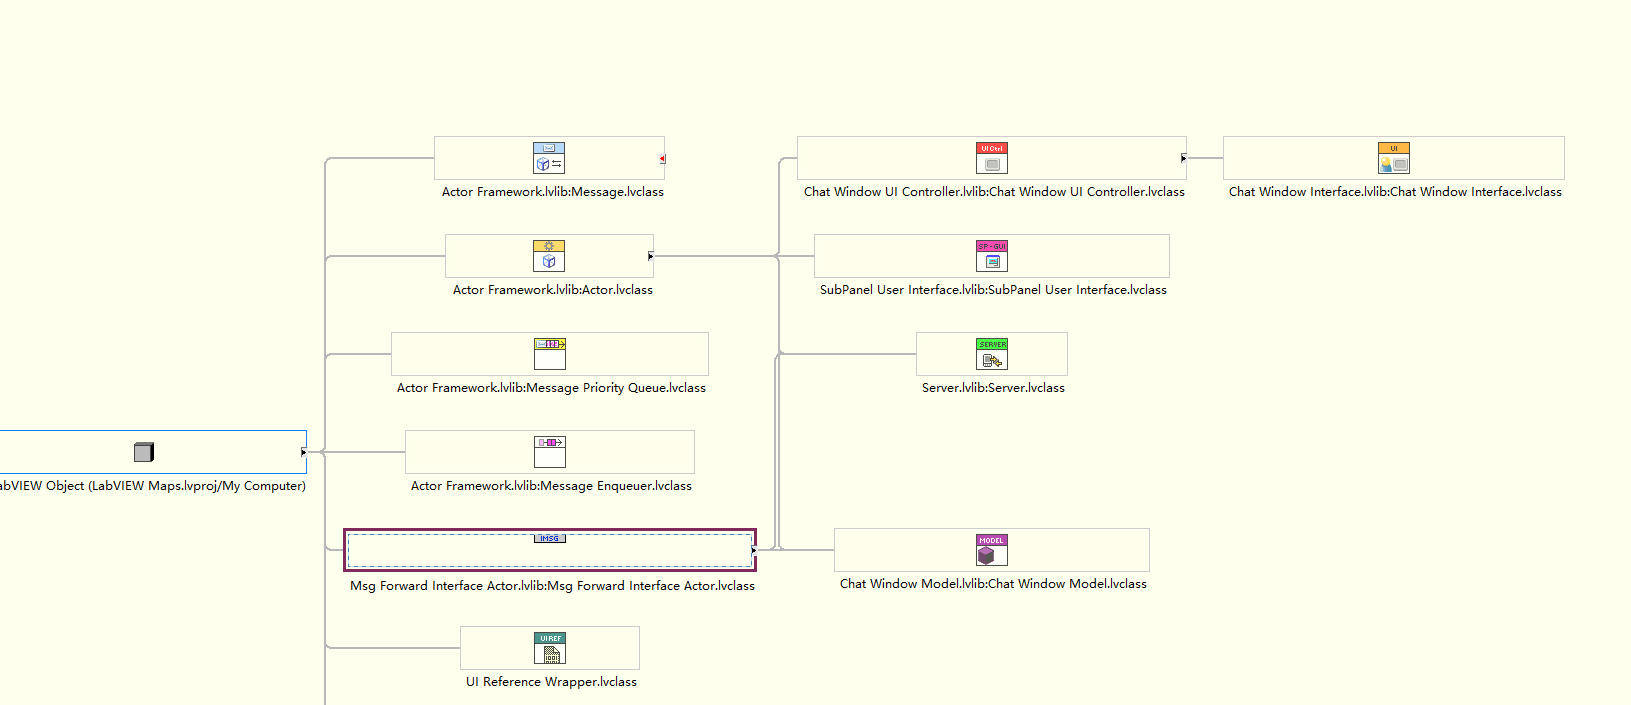 UI Ctrl
UI
Actor Framework.lvlib:Message.lvclass
Chat Window UI Controller.lvlib:Chat Window UI Controller.lvclass
Chat Window Interface.lvlib:Chat Window Interface.lvclass
SP-GUI
Actor Framework.lvlib:Actor.lvclass
SubPanel User Interface.lvlib:SubPanel User Interface.lvclass
SERVER
Actor Framework.lvlib:Message Priority Queue.lvclass
Server.lvlib:Server.lvclass
abVIEW Object (LabVIEW Maps.lvproj/My Computer)
Actor Framework.lvlib:Message Enqueuer.lvclass
IMSG
MODEL
Msg Forward Interface Actor.lvlib:Msg Forward Interface Actor.lvclass
Chat Window Model.lvlib:Chat Window Model.lvclass
UIREF
UI Reference Wrapper.lvclass